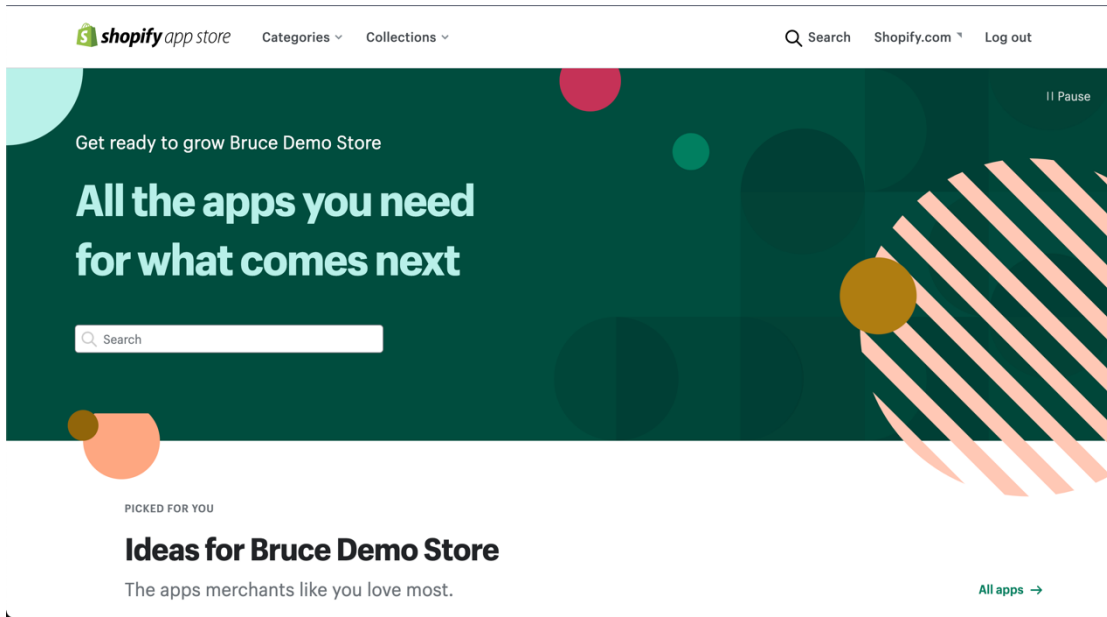 shopify app store
Categories
Collections
Search
Shopify.com
Log out
Pause
Get ready to grow Bruce Demo Store
All the apps you need
for what comes next
Search
PICKED FOR YOU
Ideas for Bruce Demo Store
The apps merchants like you love most.
All apps →